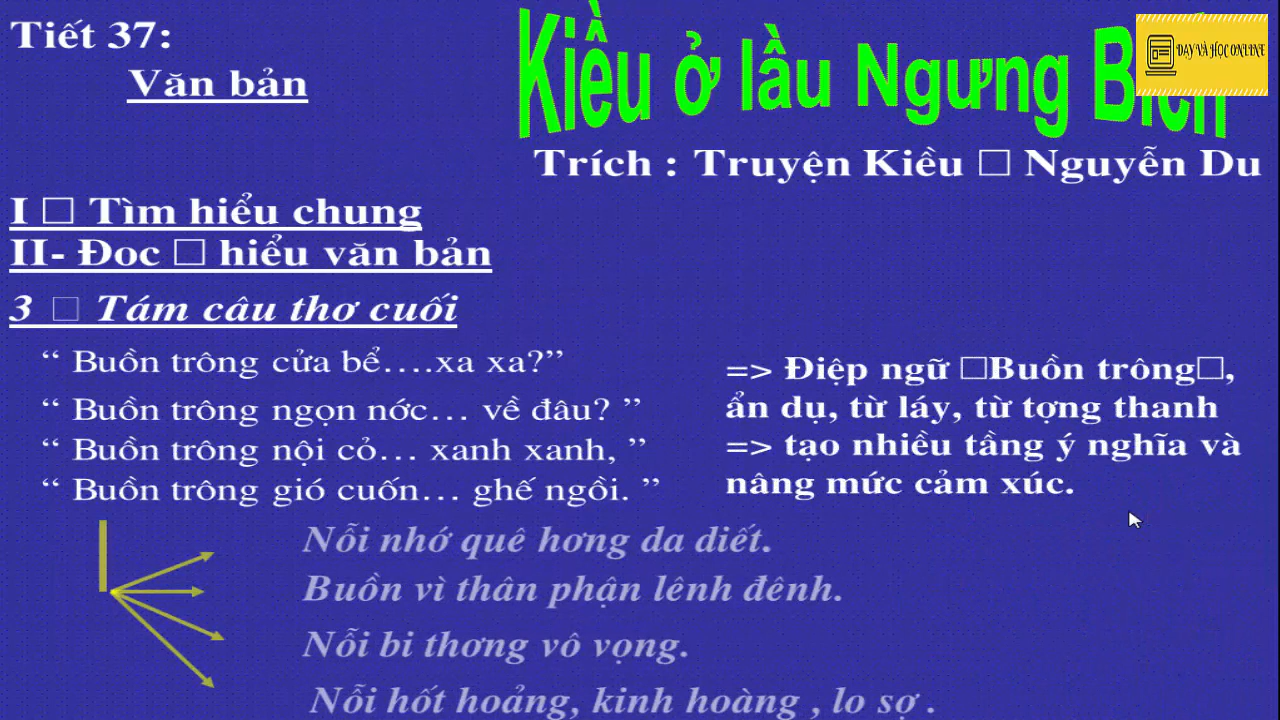 Tiết 37:
Văn bản
Kiều ở lầu Ngưng
DẠY VÀ HỌC ONLINE
Trích : Truyện Kiều □ Nguyễn Du
I □ Tìm hiểu chung
II- Đoc □ hiểu văn bản
3 □ Tám câu thơ cuối
“ Buồn trông cửa bể….xa xa?”
“ Buồn trông ngọn nớc… về đâu? ”
“ Buồn trông nội cỏ… xanh xanh, ”
“ Buồn trông gió cuốn… ghế ngồi. ”
=> Điệp ngữ □Buồn trông□,
ẩn dụ, từ láy, từ tợng thanh
=> tạo nhiều tầng ý nghĩa và
nâng mức cảm xúc.
Nỗi nhớ quê hơng da diết.
Buồn vì thân phận lênh đênh.
Nỗi bi thơng vô vọng.
Nỗi hốt hoảng, kinh hoàng , lo sợ .